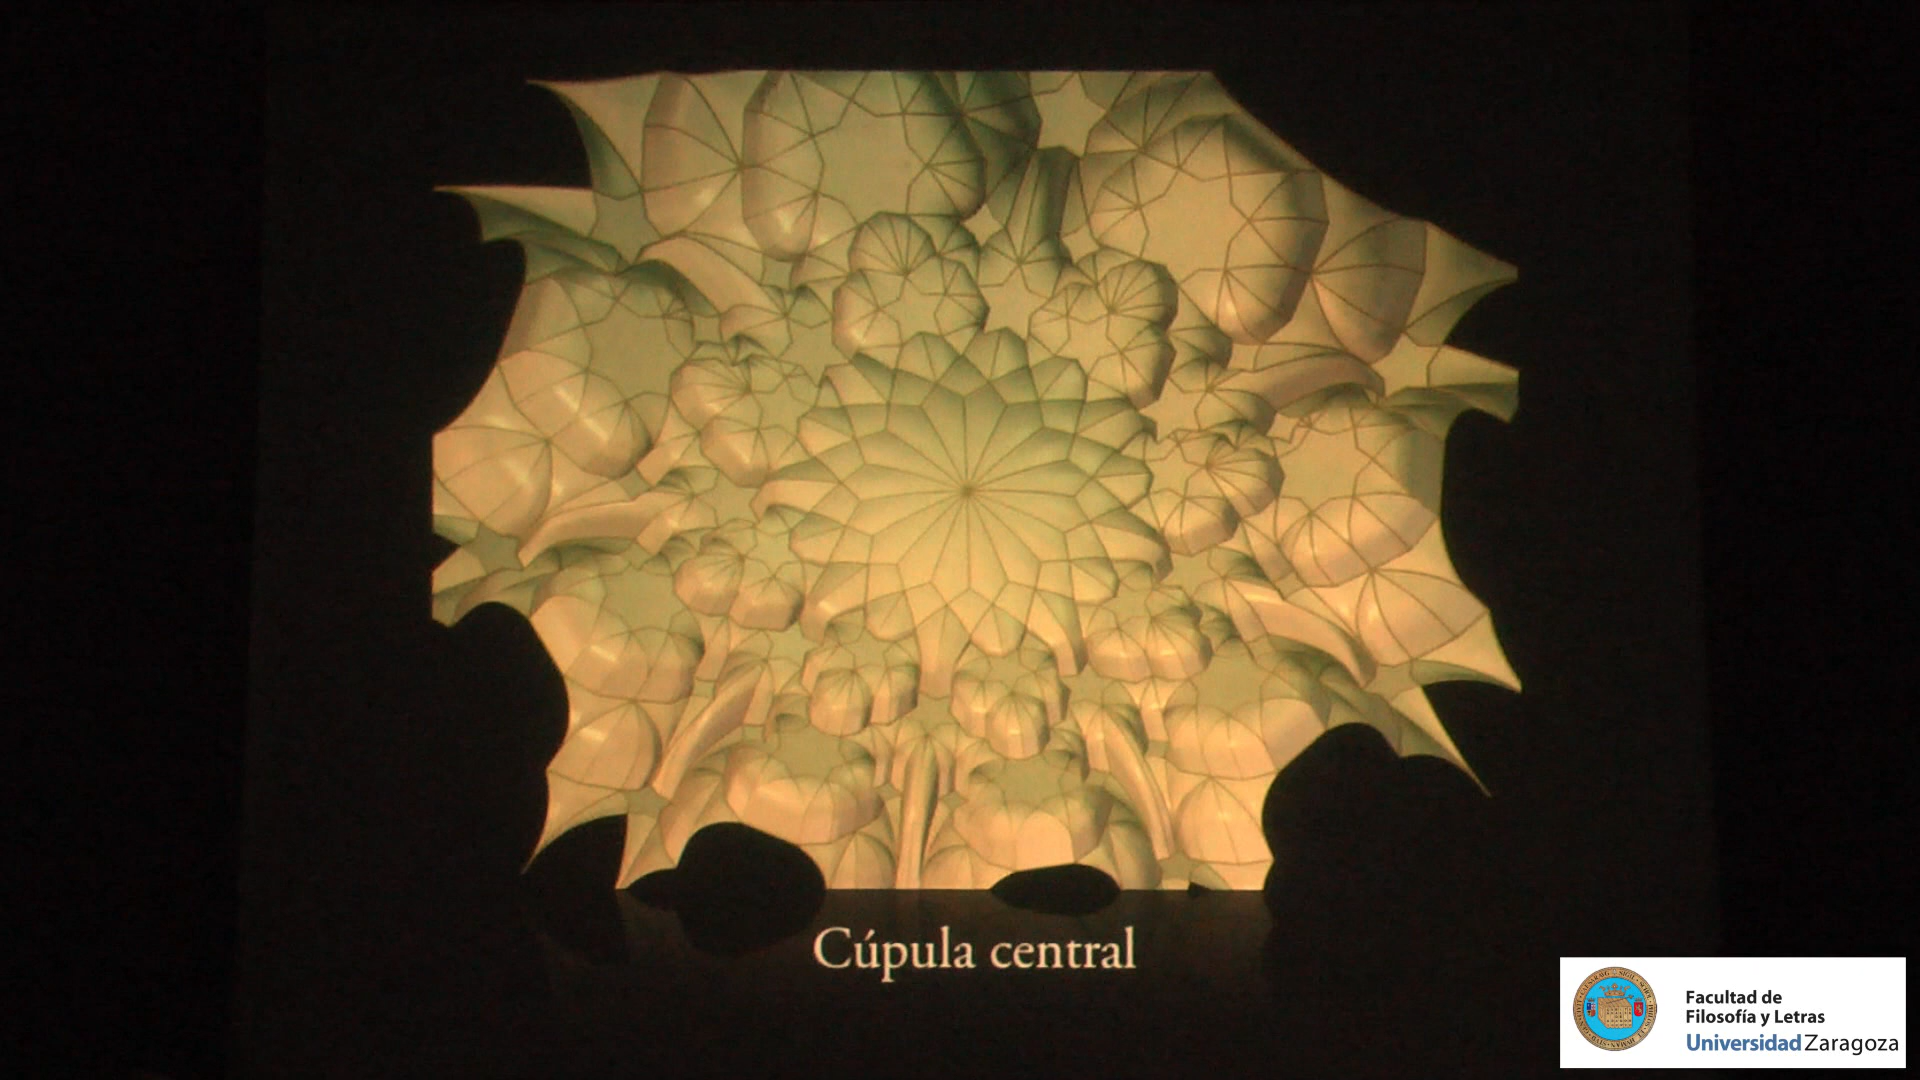 Cúpula central
Facultad de
Filosofía y Letras
Universidad Zaragoza